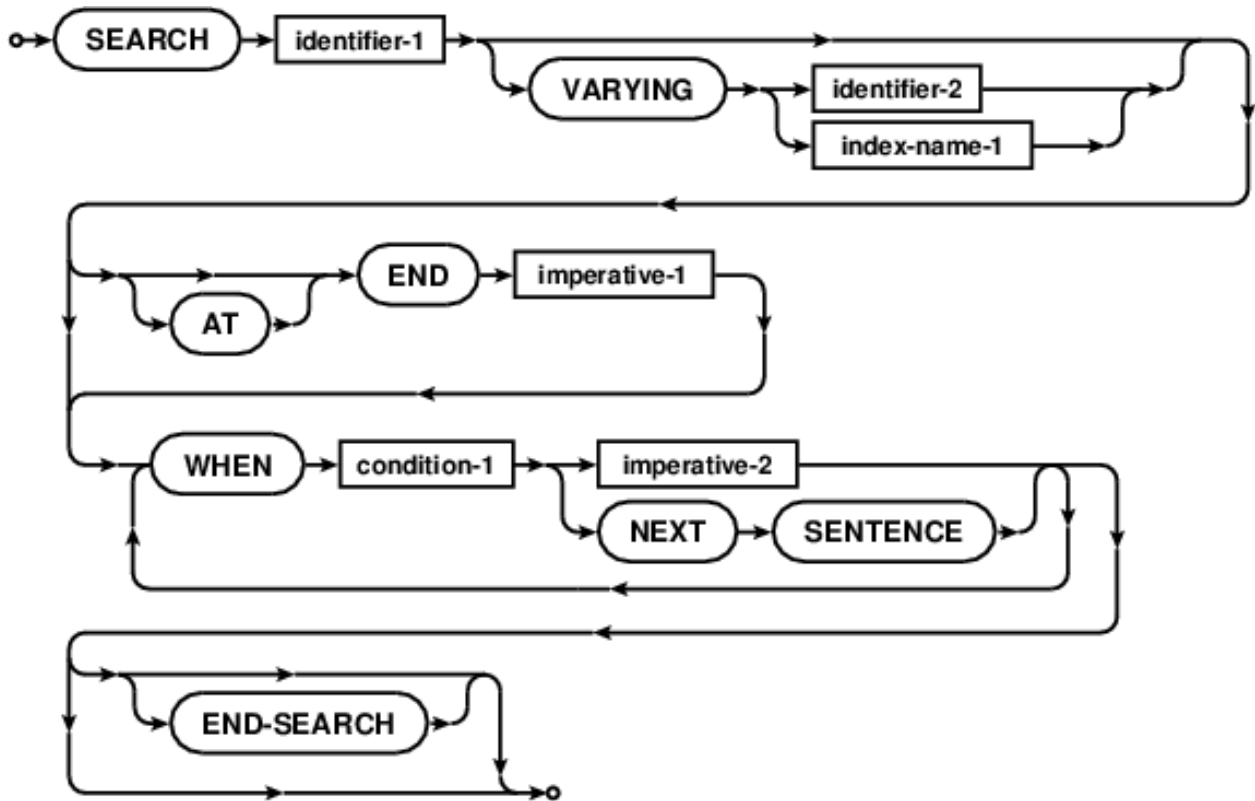 SEARCH identifier-1
VARYING identifier-2
index-name-1
END imperative-1
AT
WHEN condition-1 imperative-2
NEXT SENTENCE
END-SEARCH